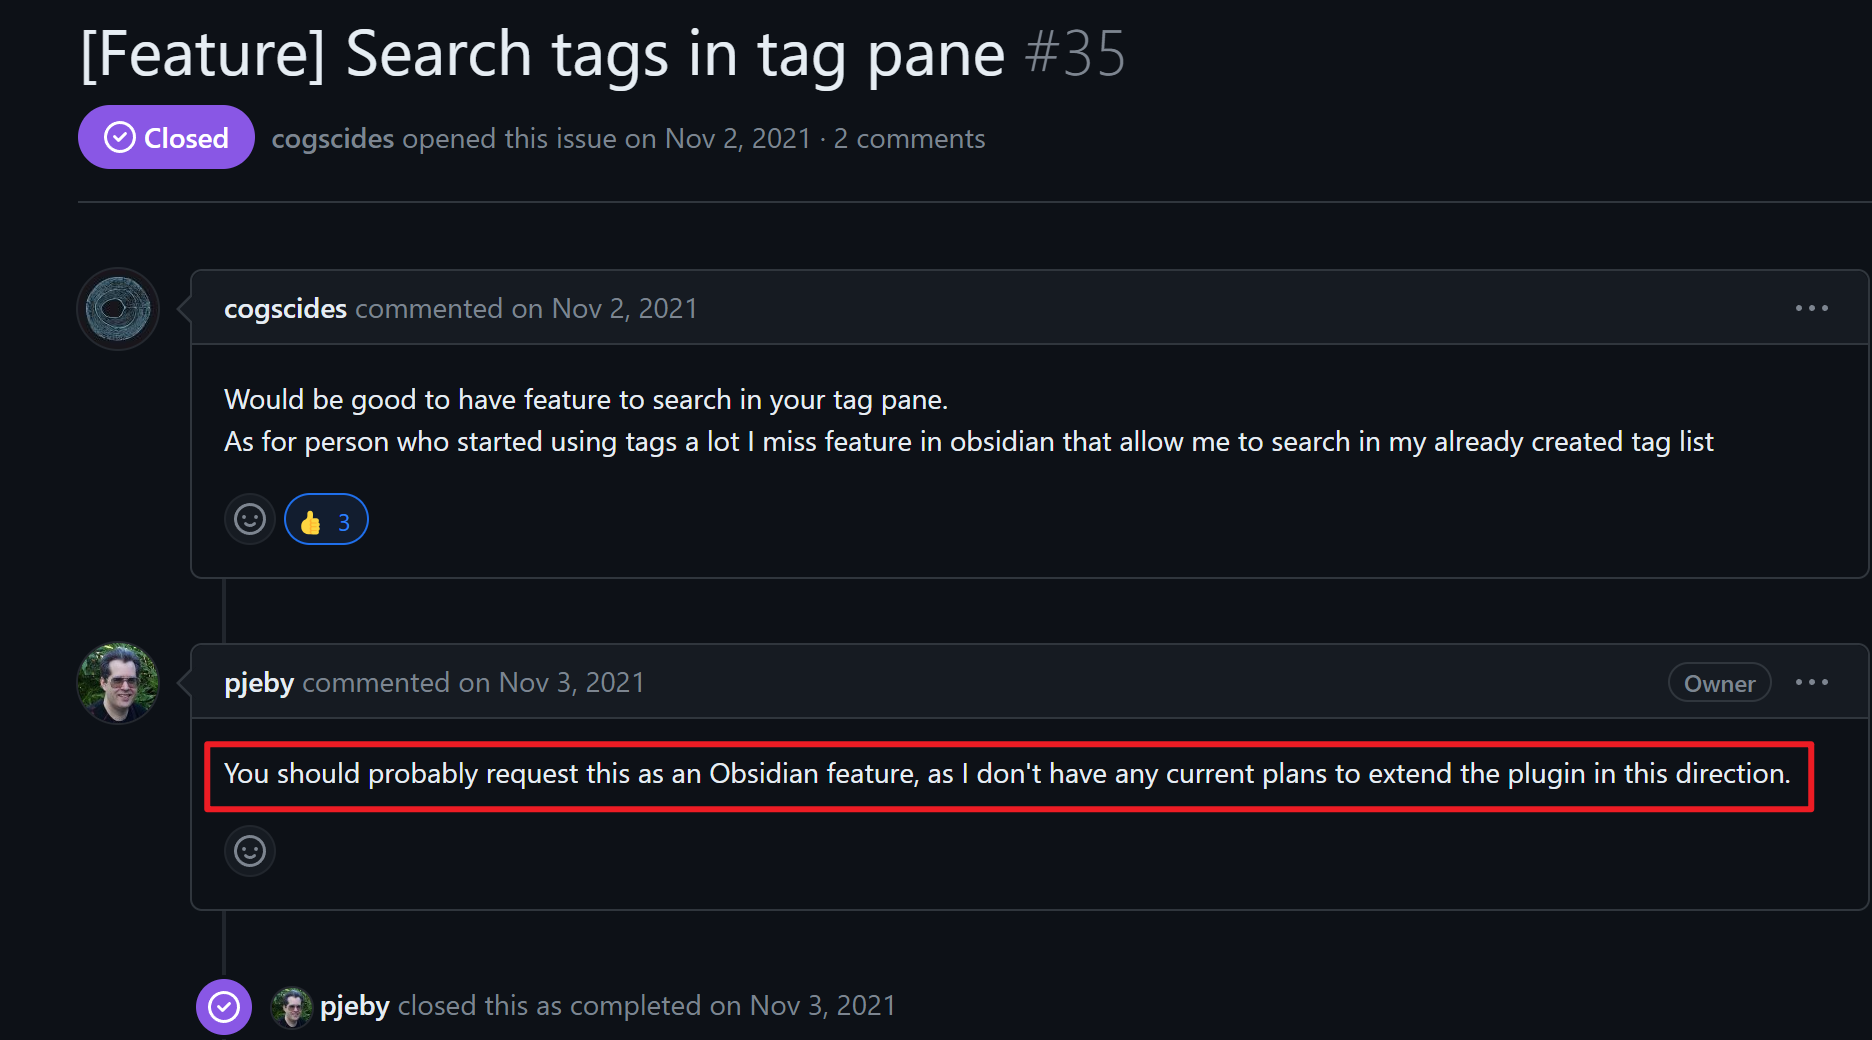 [Feature] Search tags in tag pane #35
Closed cogscides opened this issue on Nov 2, 2021 · 2 comments
cogscides commented on Nov 2, 2021
Would be good to have feature to search in your tag pane.
As for person who started using tags a lot I miss feature in obsidian that allow me to search in my already created tag list
👍 3
pjeby commented on Nov 3, 2021 Owner
You should probably request this as an Obsidian feature, as I don't have any current plans to extend the plugin in this direction.
pjeby closed this as completed on Nov 3, 2021